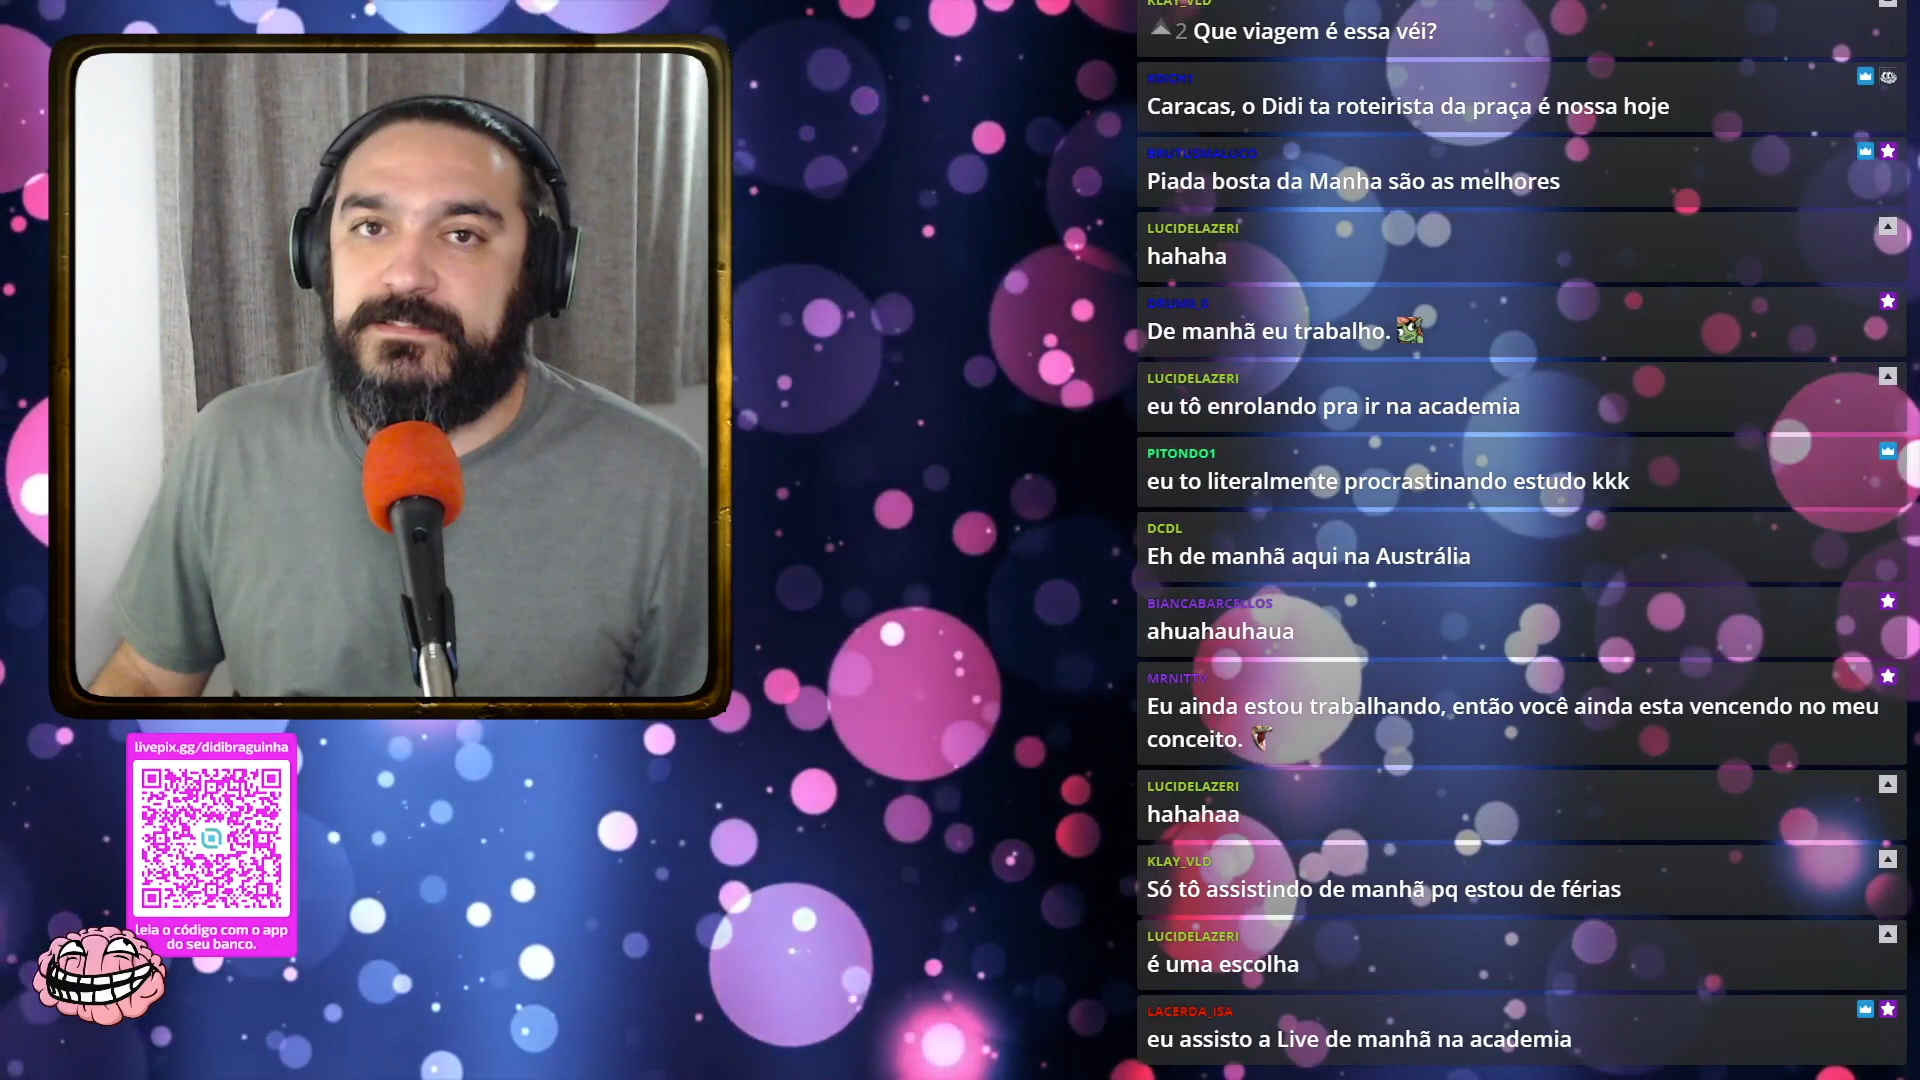 livepix.gg/didibraguinha
Leia o código com o app
do seu banco.
KLAY_VLD
2 Que viagem é essa véi?
Caracas, o Didi ta roteirista da praça é nossa hoje
BRUTUSMALUCO
Piada bosta da Manha são as melhores
LUCIDELAZERI
hahaha
De manhã eu trabalho.
LUCIDELAZERI
eu tô enrolando pra ir na academia
PITONDO1
eu to literalmente procrastinando estudo kkk
DCDL
Eh de manhã aqui na Austrália
BIANCABARCELLOS
ahuahauhaua
MRNITTV
Eu ainda estou trabalhando, então você ainda esta vencendo no meu
conceito.
LUCIDELAZERI
hahahaa
KLAY_VLD
Só tô assistindo de manhã pq estou de férias
LUCIDELAZERI
é uma escolha
LACERDA_ISA
eu assisto a Live de manhã na academia